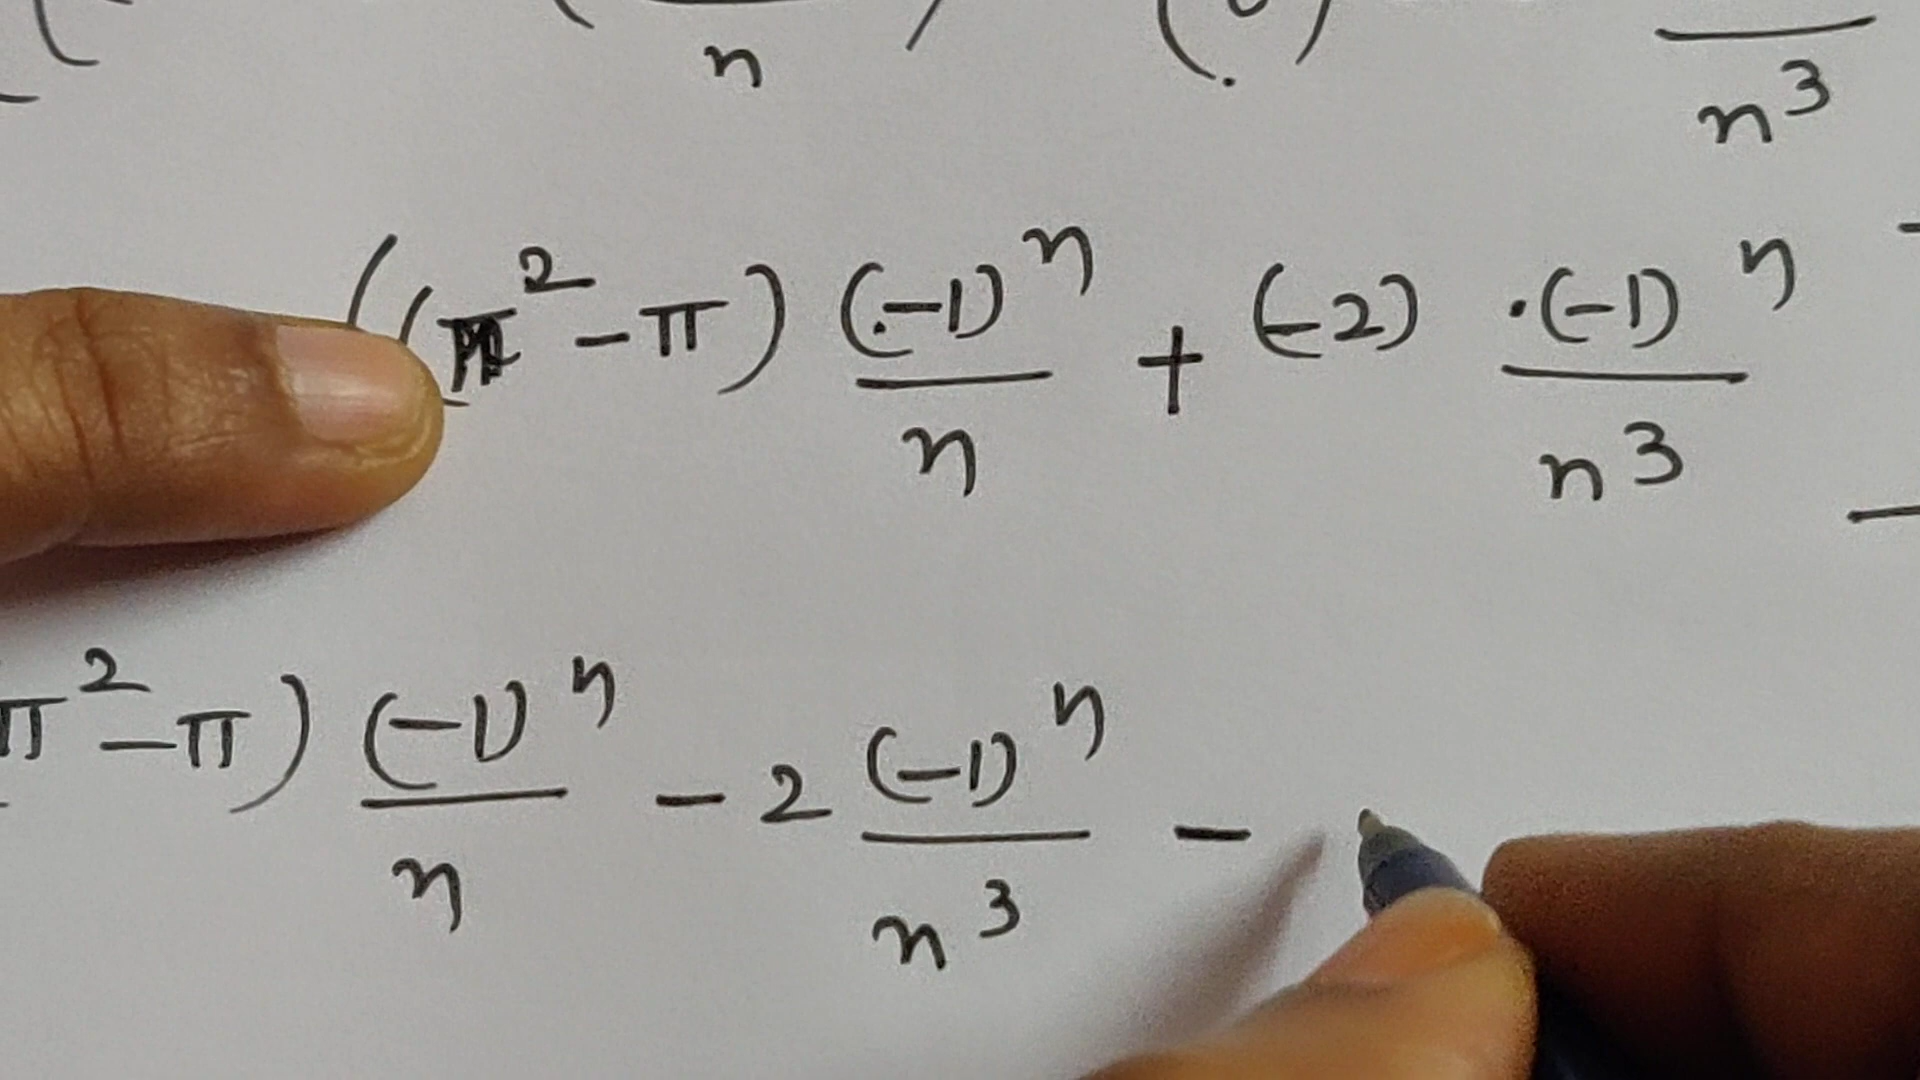 n n³
((π² - π) (-1)ⁿ/n + (-2) · (-1)ⁿ/n³
π² - π) (-1)ⁿ/n - 2 (-1)ⁿ/n³ -